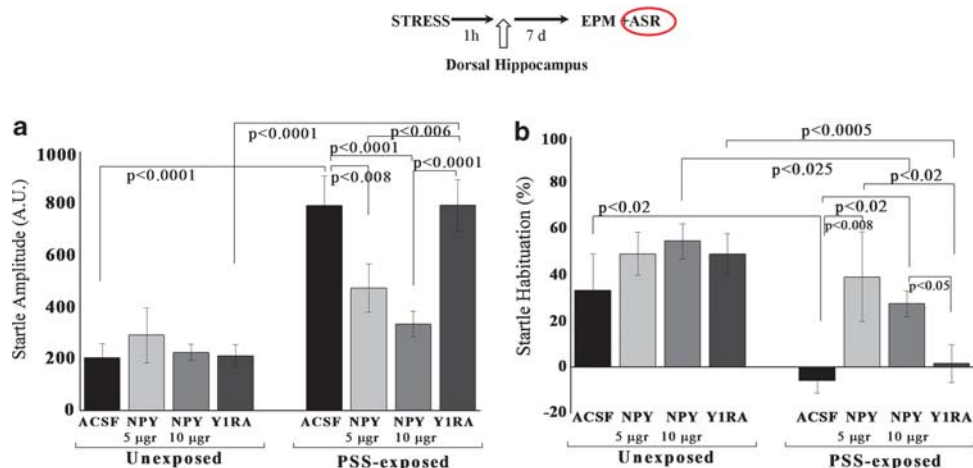 STRESS EPM +ASR
1h 7 d
Dorsal Hippocampus
a
p<0.0001 p<0.006
p<0.0001
p<0.0001 p<0.008 p<0.0001
Startle Amplitude (A.U.)
1000
800
600
400
200
0
ACSF NPY NPY Y1RA ACSF NPY NPY Y1RA
5 µgr 10 µgr 5 µgr 10 µgr
Unexposed PSS-exposed
b
p<0.0005
p<0.025
p<0.02
p<0.02 p<0.02
p<0.008
p<0.05
Startle Habituation (%)
100
80
60
40
20
0
-20
ACSF NPY NPY Y1RA ACSF NPY NPY Y1RA
5 µgr 10 µgr 5 µgr 10 µgr
Unexposed PSS-exposed